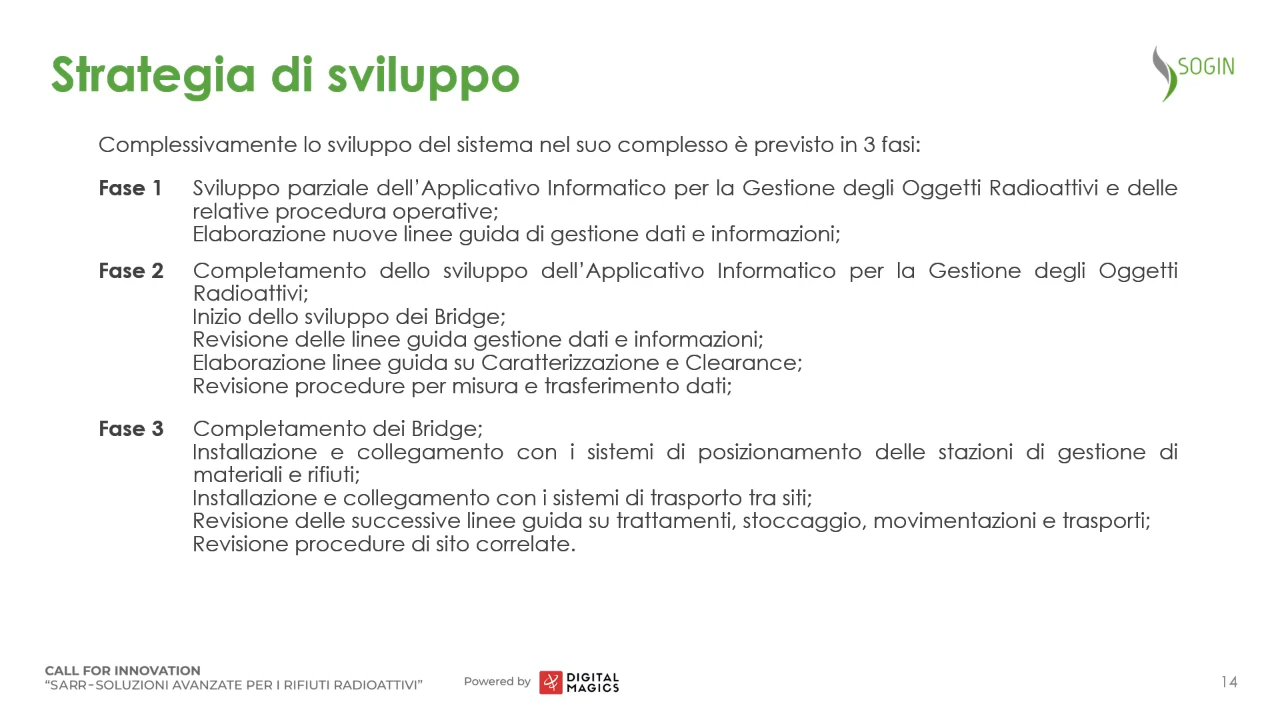 Strategia di sviluppo
SOGIN
Complessivamente lo sviluppo del sistema nel suo complesso è previsto in 3 fasi:
Fase 1 Sviluppo parziale dell’Applicativo Informatico per la Gestione degli Oggetti Radioattivi e delle
relative procedura operative;
Elaborazione nuove linee guida di gestione dati e informazioni;
Fase 2 Completamento dello sviluppo dell’Applicativo Informatico per la Gestione degli Oggetti
Radioattivi;
Inizio dello sviluppo dei Bridge;
Revisione delle linee guida gestione dati e informazioni;
Elaborazione linee guida su Caratterizzazione e Clearance;
Revisione procedure per misura e trasferimento dati;
Fase 3 Completamento dei Bridge;
Installazione e collegamento con i sistemi di posizionamento delle stazioni di gestione di
materiali e rifiuti;
Installazione e collegamento con i sistemi di trasporto tra siti;
Revisione delle successive linee guida su trattamenti, stoccaggio, movimentazioni e trasporti;
Revisione procedure di sito correlate.
CALL FOR INNOVATION
“SARR-SOLUZIONI AVANZATE PER I RIFIUTI RADIOATTIVI”
Powered by
DIGITAL
MAGICS
14